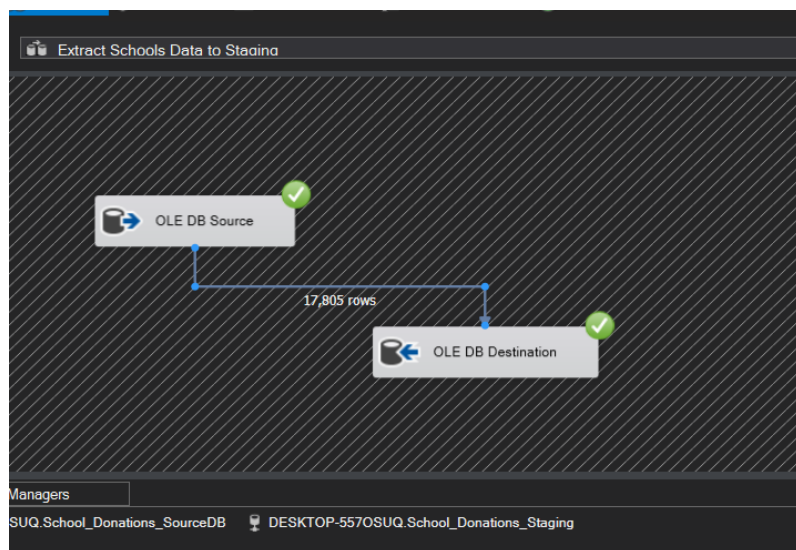 Extract Schools Data to Staging
OLE DB Source
17,805 rows
OLE DB Destination
Managers
SUQ.School_Donations_SourceDB DESKTOP-557OSUQ.School_Donations_Staging